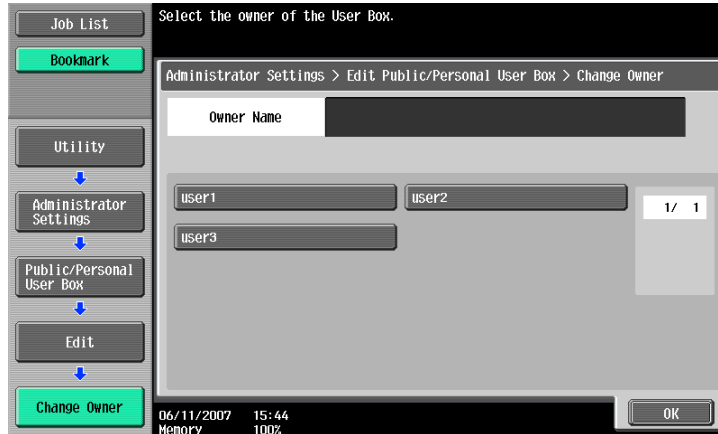 Job List
Bookmark
Utility
Administrator
Settings
Public/Personal
User Box
Edit
Change Owner
Select the owner of the User Box.
Administrator Settings > Edit Public/Personal User Box > Change Owner
Owner Name
user1
user2
1/ 1
user3
06/11/2007 15:44
Memory 100%
OK